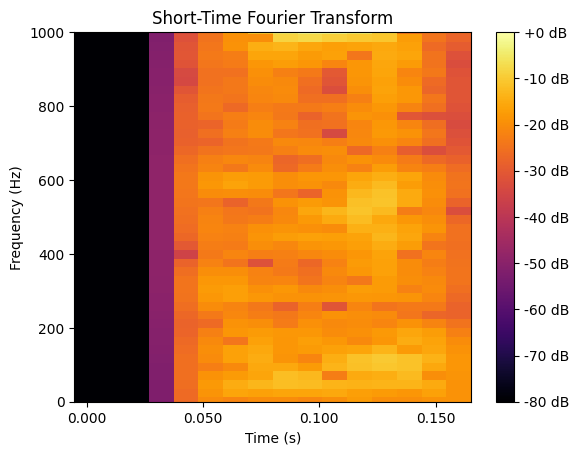 Short-Time Fourier Transform
1000
800
600
400
200
0
Frequency (Hz)
0.000
0.050
0.100
0.150
Time (s)
+0 dB
-10 dB
-20 dB
-30 dB
-40 dB
-50 dB
-60 dB
-70 dB
-80 dB